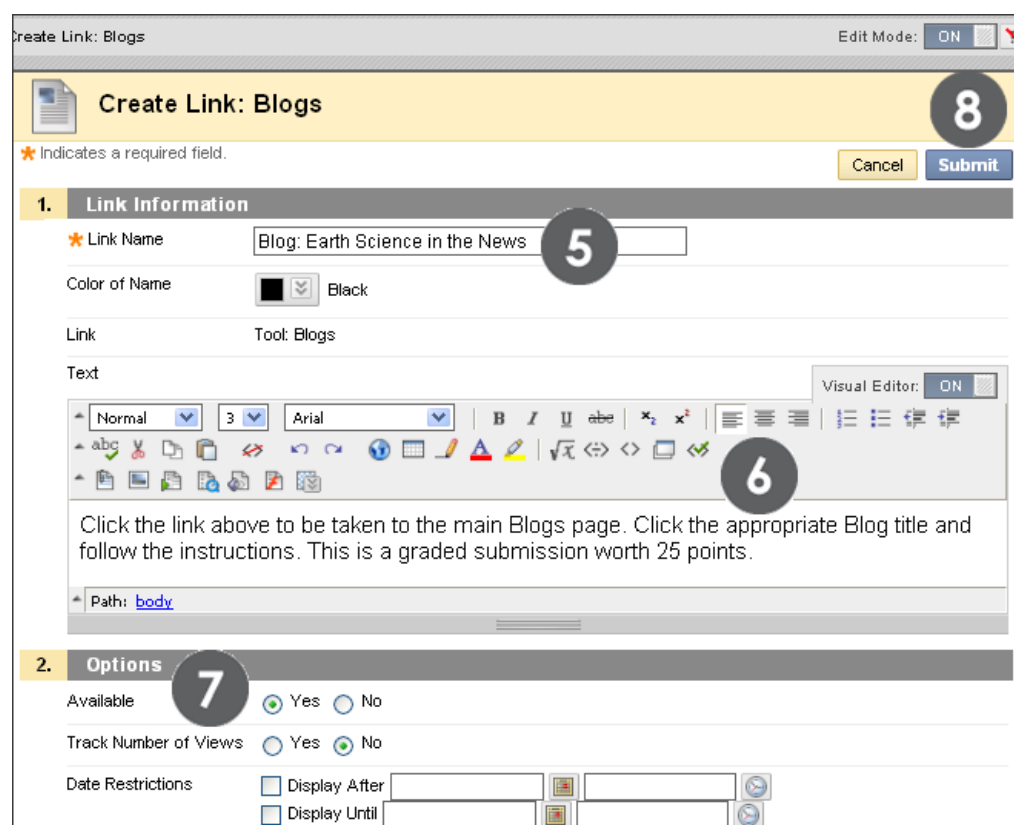 Create Link: Blogs Edit Mode: ON
Create Link: Blogs
8
Indicates a required field.
Cancel Submit
1. Link Information
Link Name Blog: Earth Science in the News 5
Color of Name Black
Link Tool: Blogs
Text
Visual Editor: ON
Normal 3 Arial B I U abc x₂ x²
abc √x <> 
6
Click the link above to be taken to the main Blogs page. Click the appropriate Blog title and
follow the instructions. This is a graded submission worth 25 points.
Path: body
2. Options
7
Available Yes No
Track Number of Views Yes No
Date Restrictions Display After
Display Until